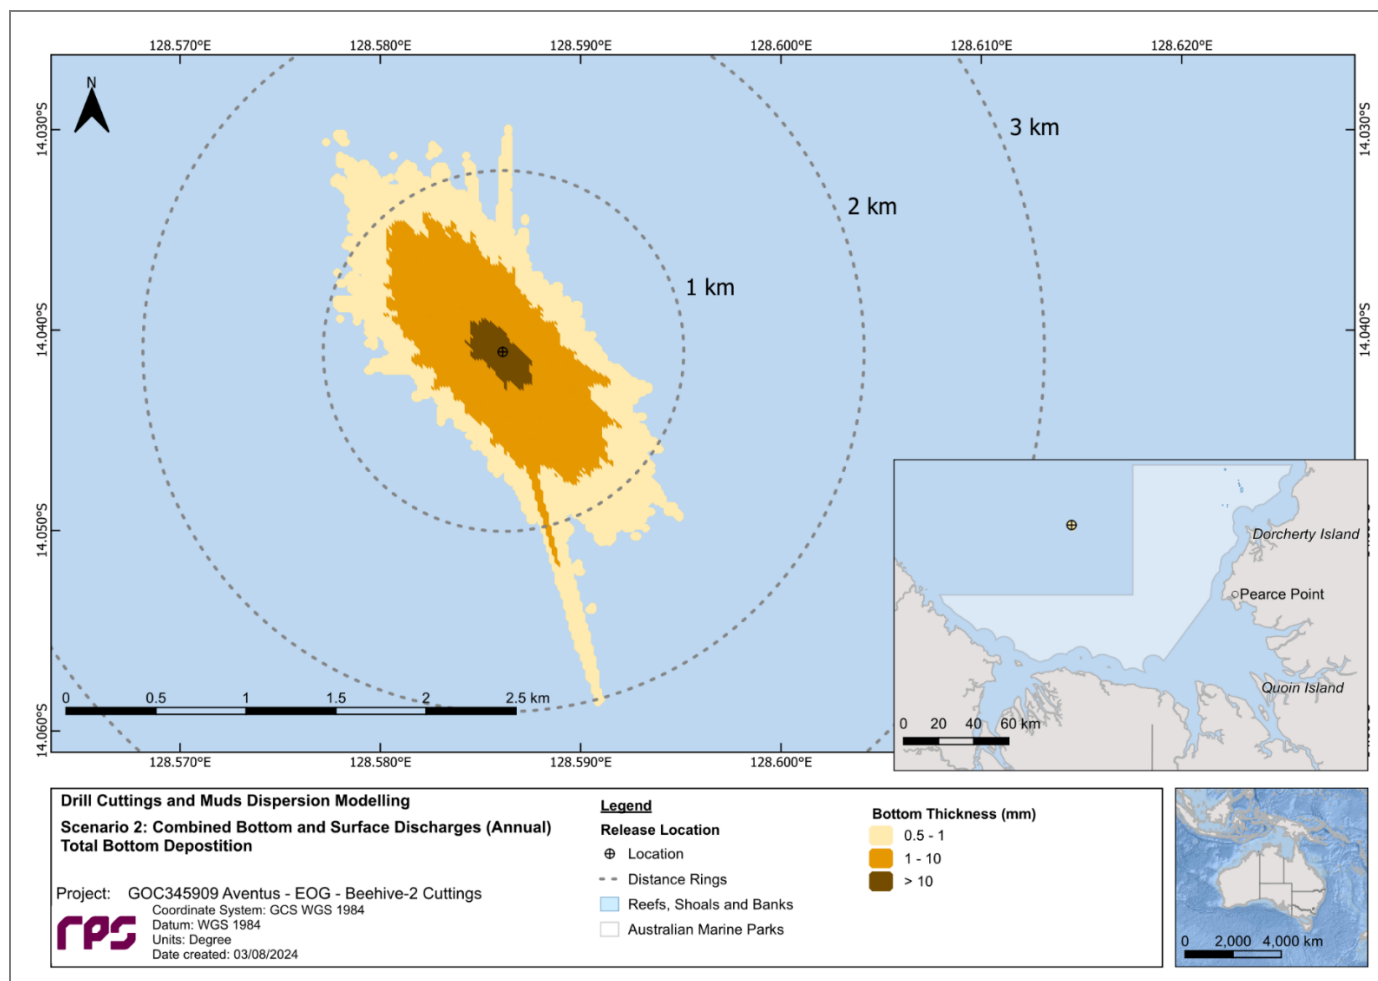 128.570°E 128.580°E 128.590°E 128.600°E 128.610°E 128.620°E
N
14.030°S 14.030°S
3 km
2 km
1 km
14.040°S 14.040°S
14.050°S
Dorcherty Island
Pearce Point
Quoin Island
0 20 40 60 km
0 0.5 1 1.5 2 2.5 km
14.060°S
128.570°E 128.580°E 128.590°E 128.600°E
Drill Cuttings and Muds Dispersion Modelling
Scenario 2: Combined Bottom and Surface Discharges (Annual)
Total Bottom Depostition
Project: GOC345909 Aventus - EOG - Beehive-2 Cuttings
rps
Coordinate System: GCS WGS 1984
Datum: WGS 1984
Units: Degree
Date created: 03/08/2024
Legend
Release Location
Location
Distance Rings
Reefs, Shoals and Banks
Australian Marine Parks
Bottom Thickness (mm)
0.5 - 1
1 - 10
> 10
0 2,000 4,000 km